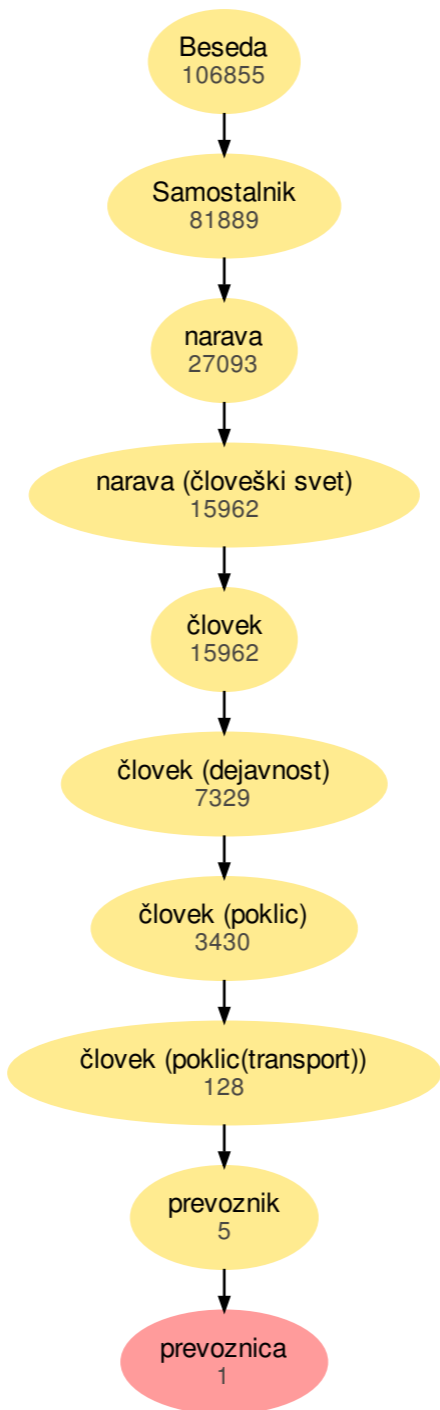 Beseda
106855
Samostalnik
81889
narava
27093
narava (človeški svet)
15962
človek
15962
človek (dejavnost)
7329
človek (poklic)
3430
človek (poklic(transport))
128
prevoznik
5
prevoznica
1